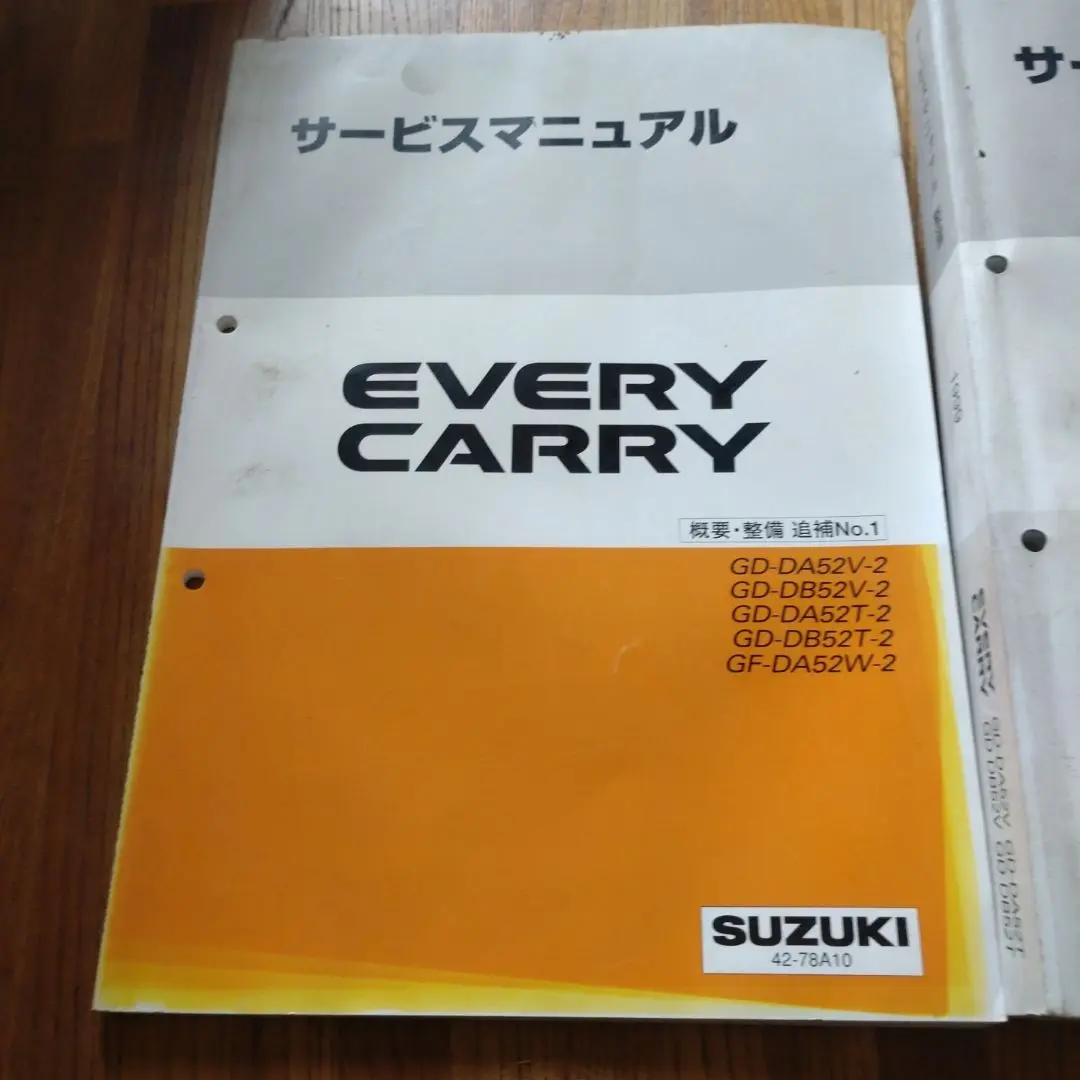 サービスマニュアル
EVERY
CARRY
概要・整備 追補No.1
GD-DA52V-2
GD-DB52V-2
GD-DA52T-2
GD-DB52T-2
GF-DA52W-2
SUZUKI
42-78A10
サー